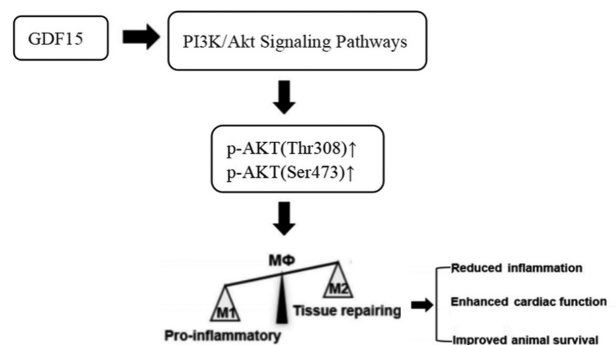 GDF15
PI3K/Akt Signaling Pathways
p-AKT(Thr308)↑
p-AKT(Ser473)↑
MΦ
M1
M2
Pro-inflammatory
Tissue repairing
Reduced inflammation
Enhanced cardiac function
Improved animal survival